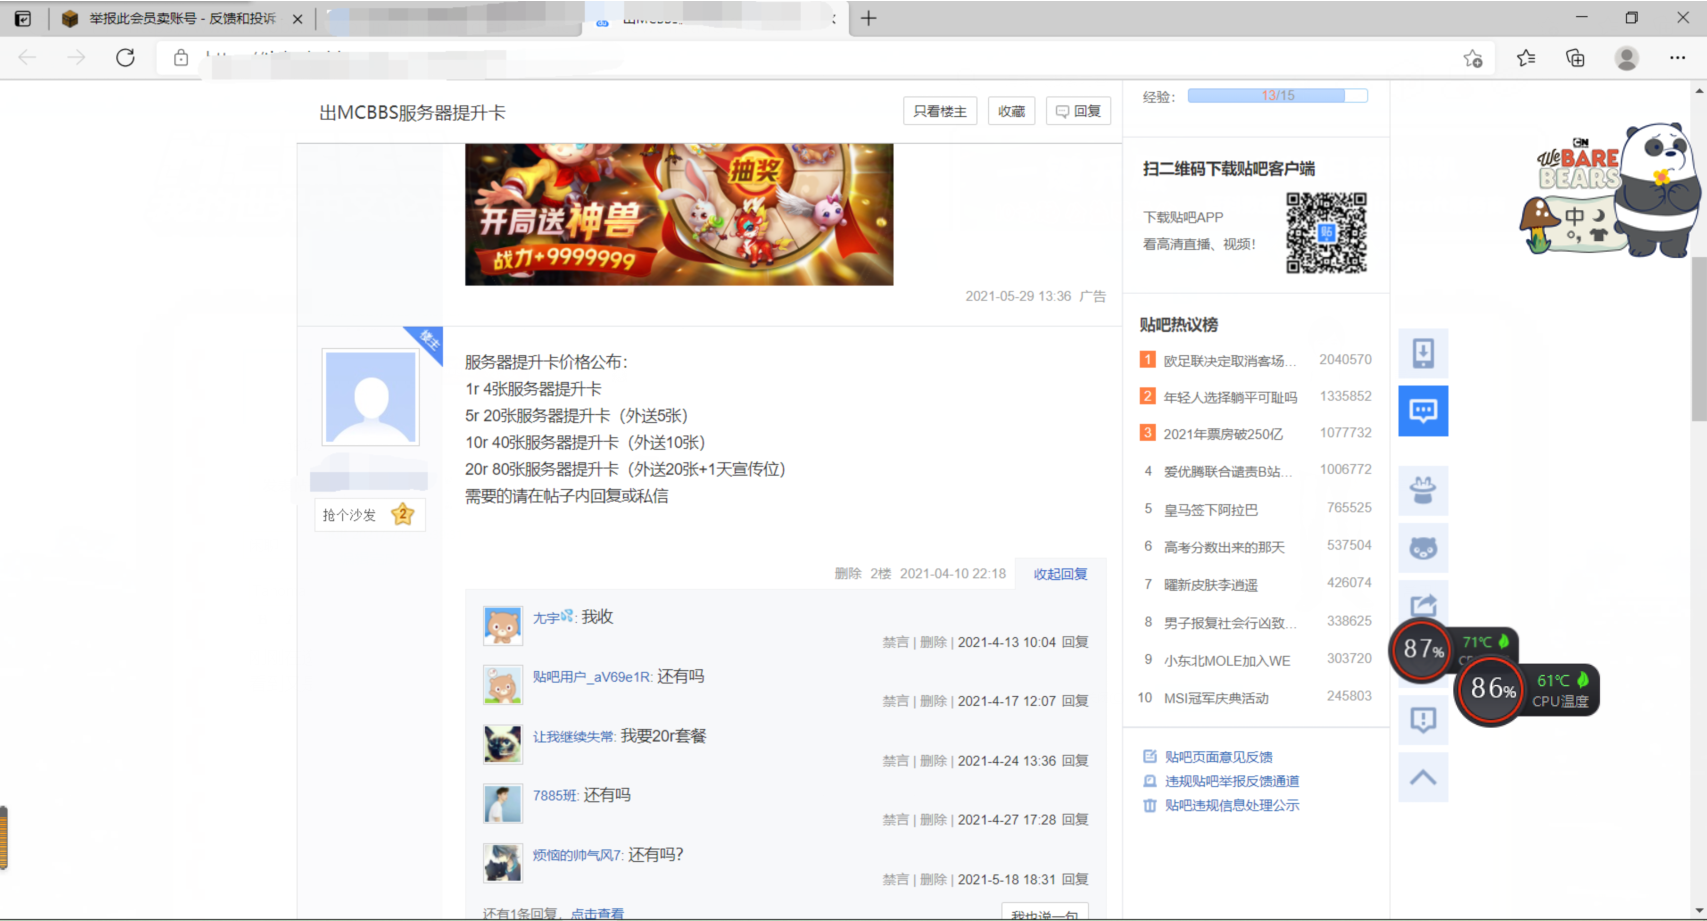 举报此会员卖账号 - 反馈和投诉
出MCBBS服务器提升卡
只看楼主
收藏
回复
抽奖
开局送神兽
战力+9999999
2021-05-29 13:36 广告
楼主
抢个沙发 2
服务器提升卡价格公布：
1r 4张服务器提升卡
5r 20张服务器提升卡（外送5张）
10r 40张服务器提升卡（外送10张）
20r 80张服务器提升卡（外送20张+1天宣传位）
需要的请在帖子内回复或私信
删除 2楼 2021-04-10 22:18 收起回复
尢宇💦: 我收
禁言 | 删除 | 2021-4-13 10:04 回复
贴吧用户_aV69e1R: 还有吗
禁言 | 删除 | 2021-4-17 12:07 回复
让我继续失常: 我要20r套餐
禁言 | 删除 | 2021-4-24 13:36 回复
7885班: 还有吗
禁言 | 删除 | 2021-4-27 17:28 回复
烦恼的帅气风7: 还有吗？
禁言 | 删除 | 2021-5-18 18:31 回复
还有1条回复，点击查看
我也说一句
经验： 13/15
扫二维码下载贴吧客户端
下载贴吧APP
看高清直播、视频！
贴
贴吧热议榜
1 欧足联决定取消客场... 2040570
2 年轻人选择躺平可耻吗 1335852
3 2021年票房破250亿 1077732
4 爱优腾联合谴责B站... 1006772
5 皇马签下阿拉巴 765525
6 高考分数出来的那天 537504
7 曜新皮肤李逍遥 426074
8 男子报复社会行凶致... 338625
9 小东北MOLE加入WE 303720
10 MSI冠军庆典活动 245803
贴吧页面意见反馈
违规贴吧举报反馈通道
贴吧违规信息处理公示
CN
We BARE
BEARS
中
87% 71℃
86% 61℃
CPU温度